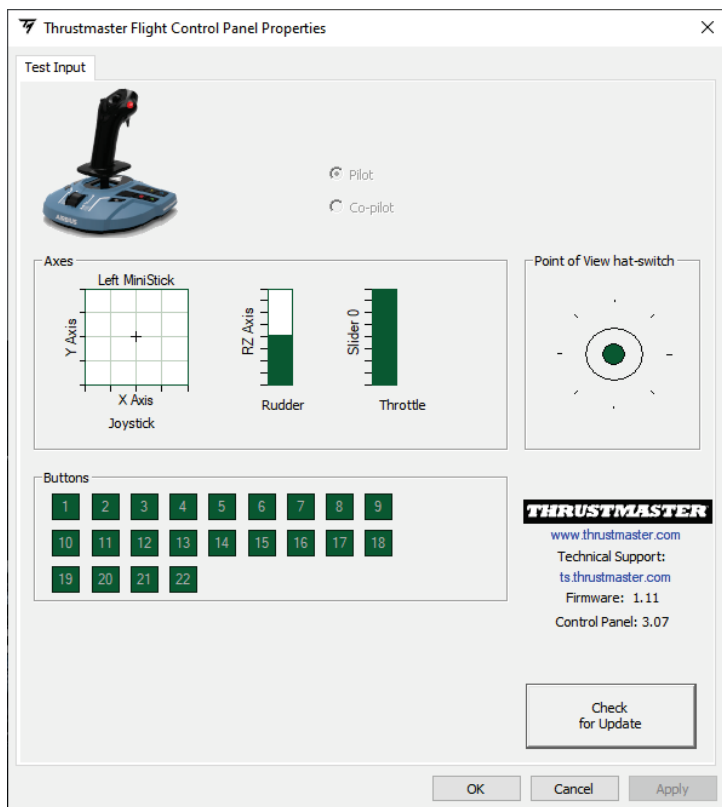 Thrustmaster Flight Control Panel Properties
Test Input
AIRBUS
Pilot
Co-pilot
Axes
Left MiniStick
Y Axis
X Axis
Joystick
RZ Axis
Rudder
Slider 0
Throttle
Point of View hat-switch
Buttons
1 2 3 4 5 6 7 8 9
10 11 12 13 14 15 16 17 18
19 20 21 22
THRUSTMASTER
www.thrustmaster.com
Technical Support:
ts.thrustmaster.com
Firmware: 1.11
Control Panel: 3.07
Check
for Update
OK Cancel Apply